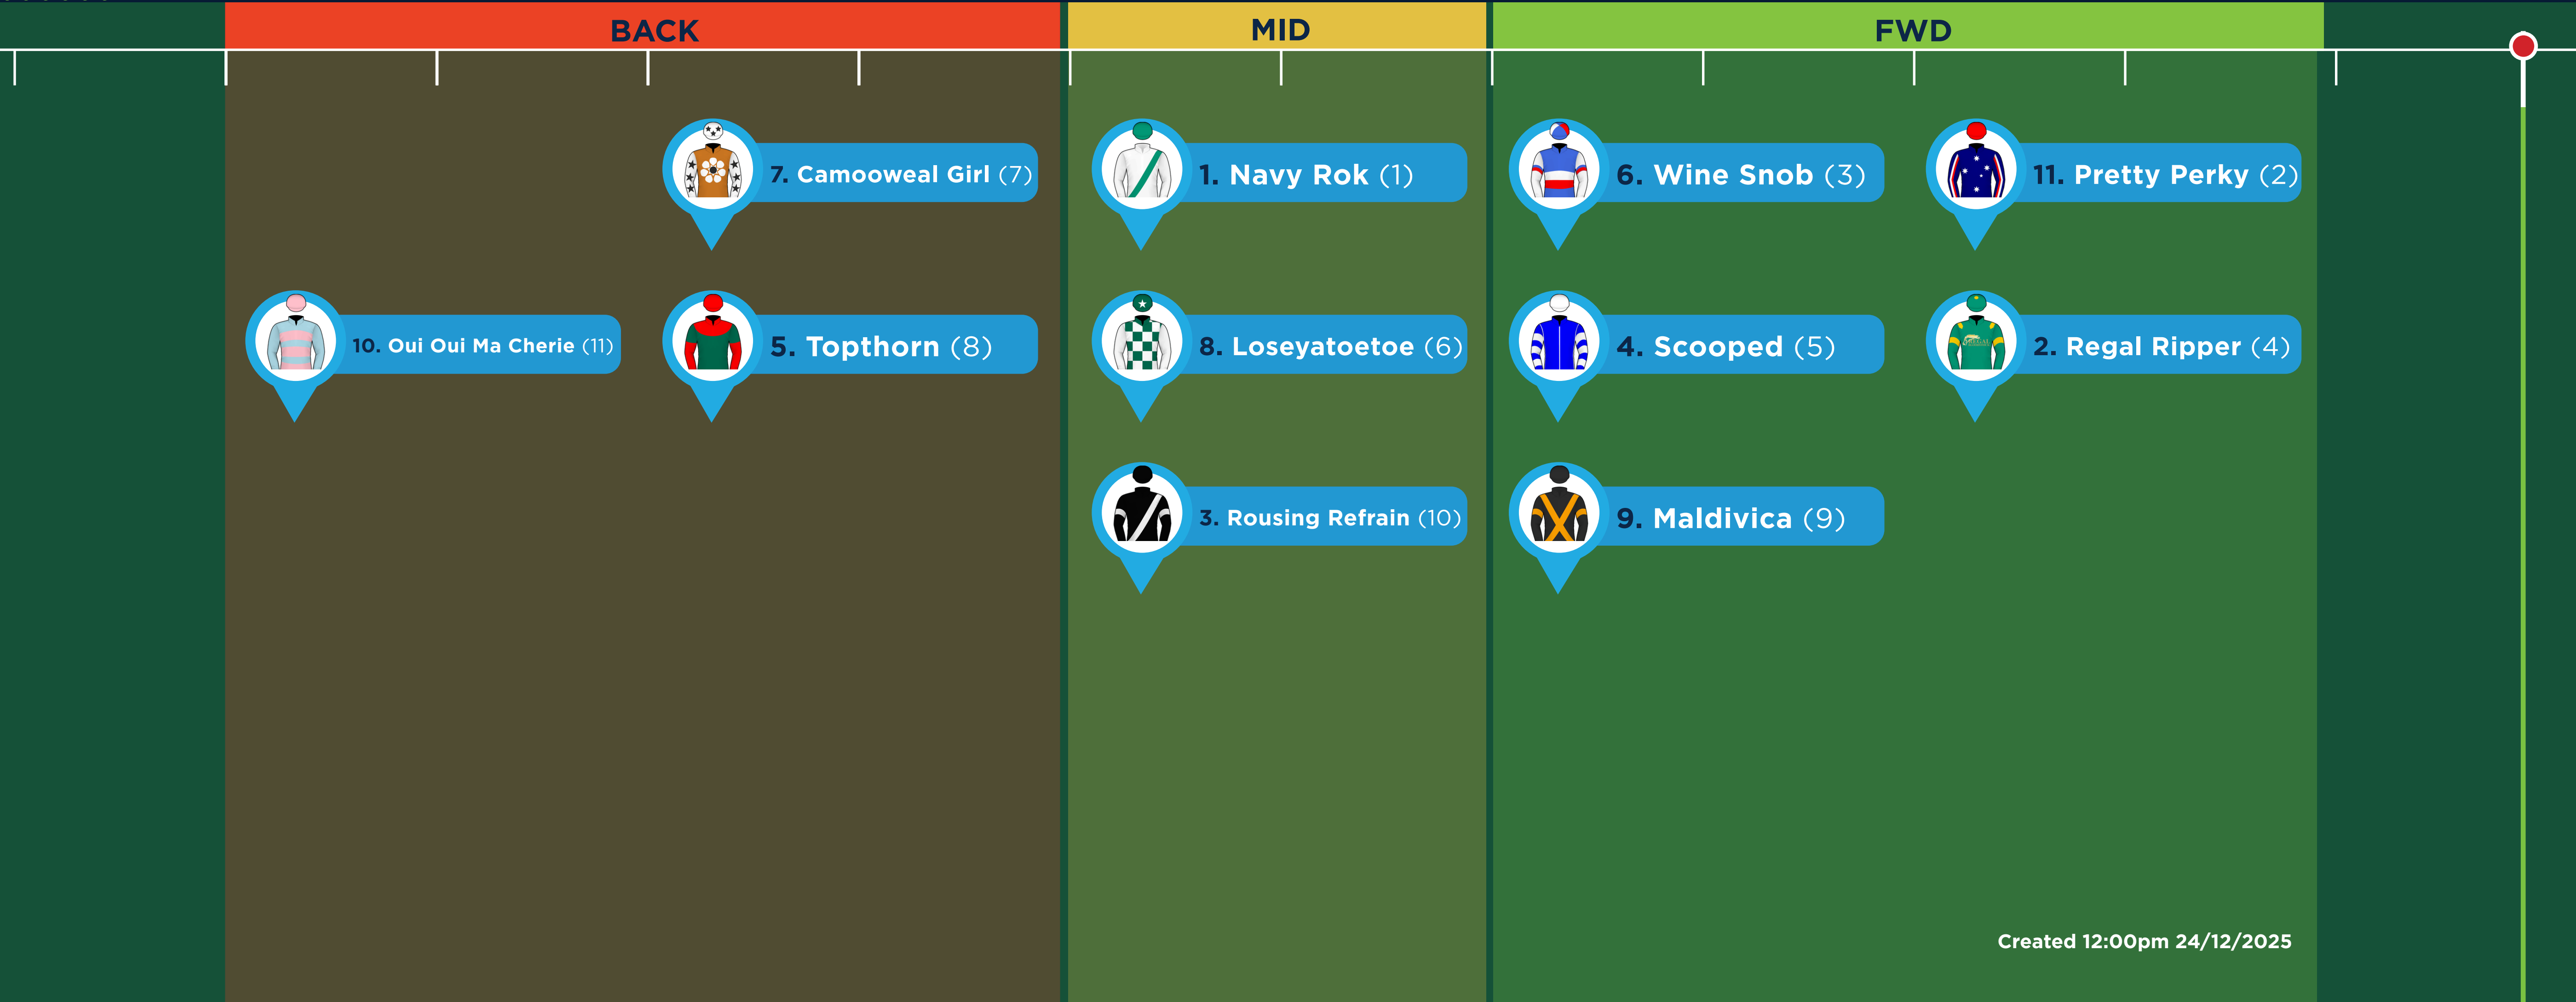 BACK
MID
FWD
7. Camooweal Girl (7)
1. Navy Rok (1)
6. Wine Snob (3)
11. Pretty Perky (2)
10. Oui Oui Ma Cherie (11)
5. Topthorn (8)
8. Loseyatoetoe (6)
4. Scooped (5)
2. Regal Ripper (4)
3. Rousing Refrain (10)
9. Maldivica (9)
Created 12:00pm 24/12/2025